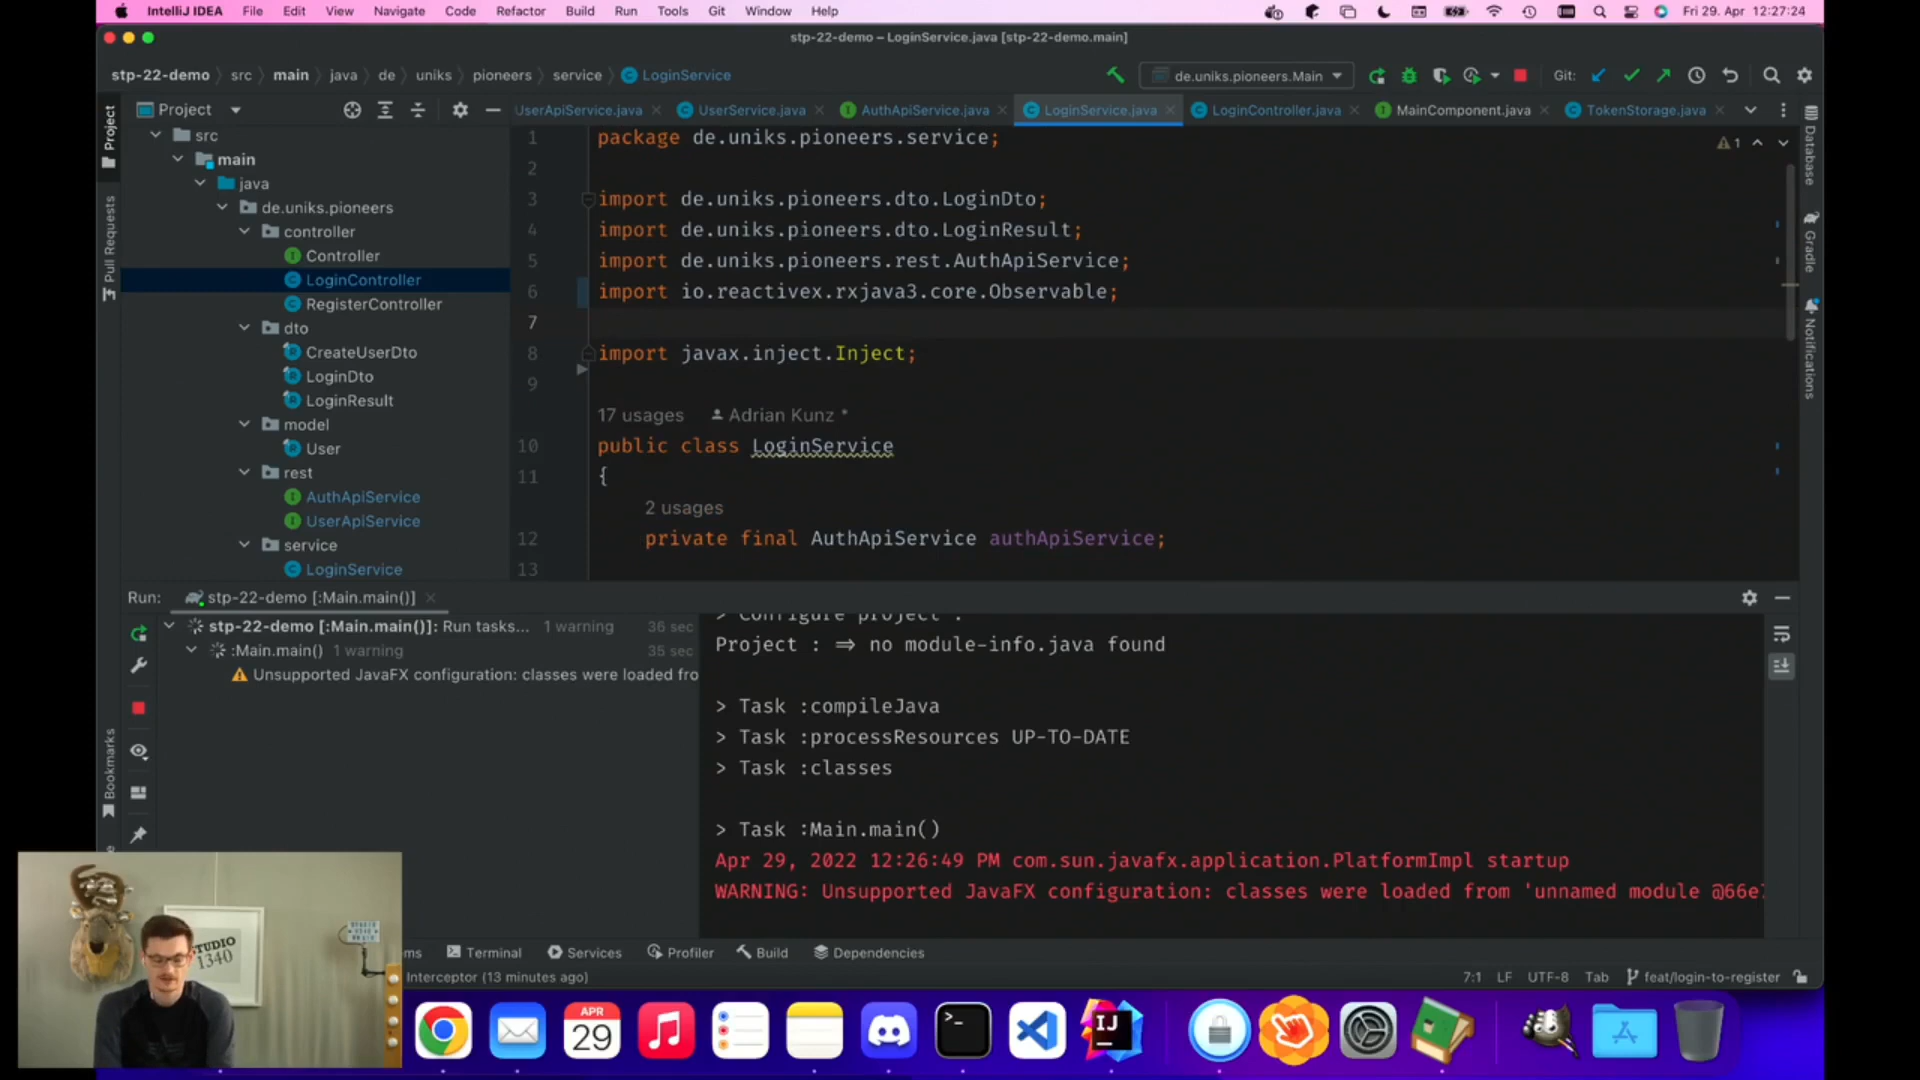 IntelliJ IDEA File Edit View Navigate Code Refactor Build Run Tools Git Window Help Fri 29. Apr 12:27:24
stp-22-demo – LoginService.java [stp-22-demo.main]
stp-22-demo src main java de uniks pioneers service LoginService de.uniks.pioneers.Main Git:
Project UserApiService.java UserService.java AuthApiService.java LoginService.java LoginController.java MainComponent.java TokenStorage.java
Project
Pull Requests
Bookmarks
src
main
java
de.uniks.pioneers
controller
Controller
LoginController
RegisterController
dto
CreateUserDto
LoginDto
LoginResult
model
User
rest
AuthApiService
UserApiService
service
LoginService
1 package de.uniks.pioneers.service;
2
3 import de.uniks.pioneers.dto.LoginDto;
4 import de.uniks.pioneers.dto.LoginResult;
5 import de.uniks.pioneers.rest.AuthApiService;
6 import io.reactivex.rxjava3.core.Observable;
7
8 import javax.inject.Inject;
9
17 usages Adrian Kunz *
10 public class LoginService
11 {
2 usages
12 private final AuthApiService authApiService;
13
1
Database
Gradle
Notifications
Run: stp-22-demo [:Main.main()]
stp-22-demo [:Main.main()]: Run tasks... 1 warning 36 sec
:Main.main() 1 warning 35 sec
Unsupported JavaFX configuration: classes were loaded fro
> Configure project :
Project : => no module-info.java found
> Task :compileJava
> Task :processResources UP-TO-DATE
> Task :classes
> Task :Main.main()
Apr 29, 2022 12:26:49 PM com.sun.javafx.application.PlatformImpl startup
WARNING: Unsupported JavaFX configuration: classes were loaded from 'unnamed module @66e
ms Terminal Services Profiler Build Dependencies
Interceptor (13 minutes ago) 7:1 LF UTF-8 Tab feat/login-to-register
STUDIO
1340
APR
29
>_
IJ